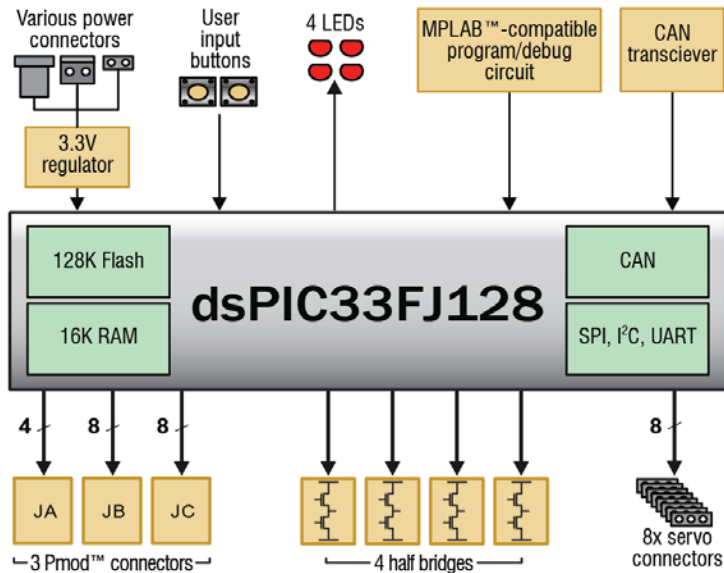 Various power
connectors
User
input
buttons
4 LEDs
MPLAB™-compatible
program/debug
circuit
CAN
transciever
3.3V
regulator
128K Flash
16K RAM
dsPIC33FJ128
CAN
SPI, I²C, UART
4
8
8
8
JA
JB
JC
3 Pmod™ connectors
4 half bridges
8x servo
connectors